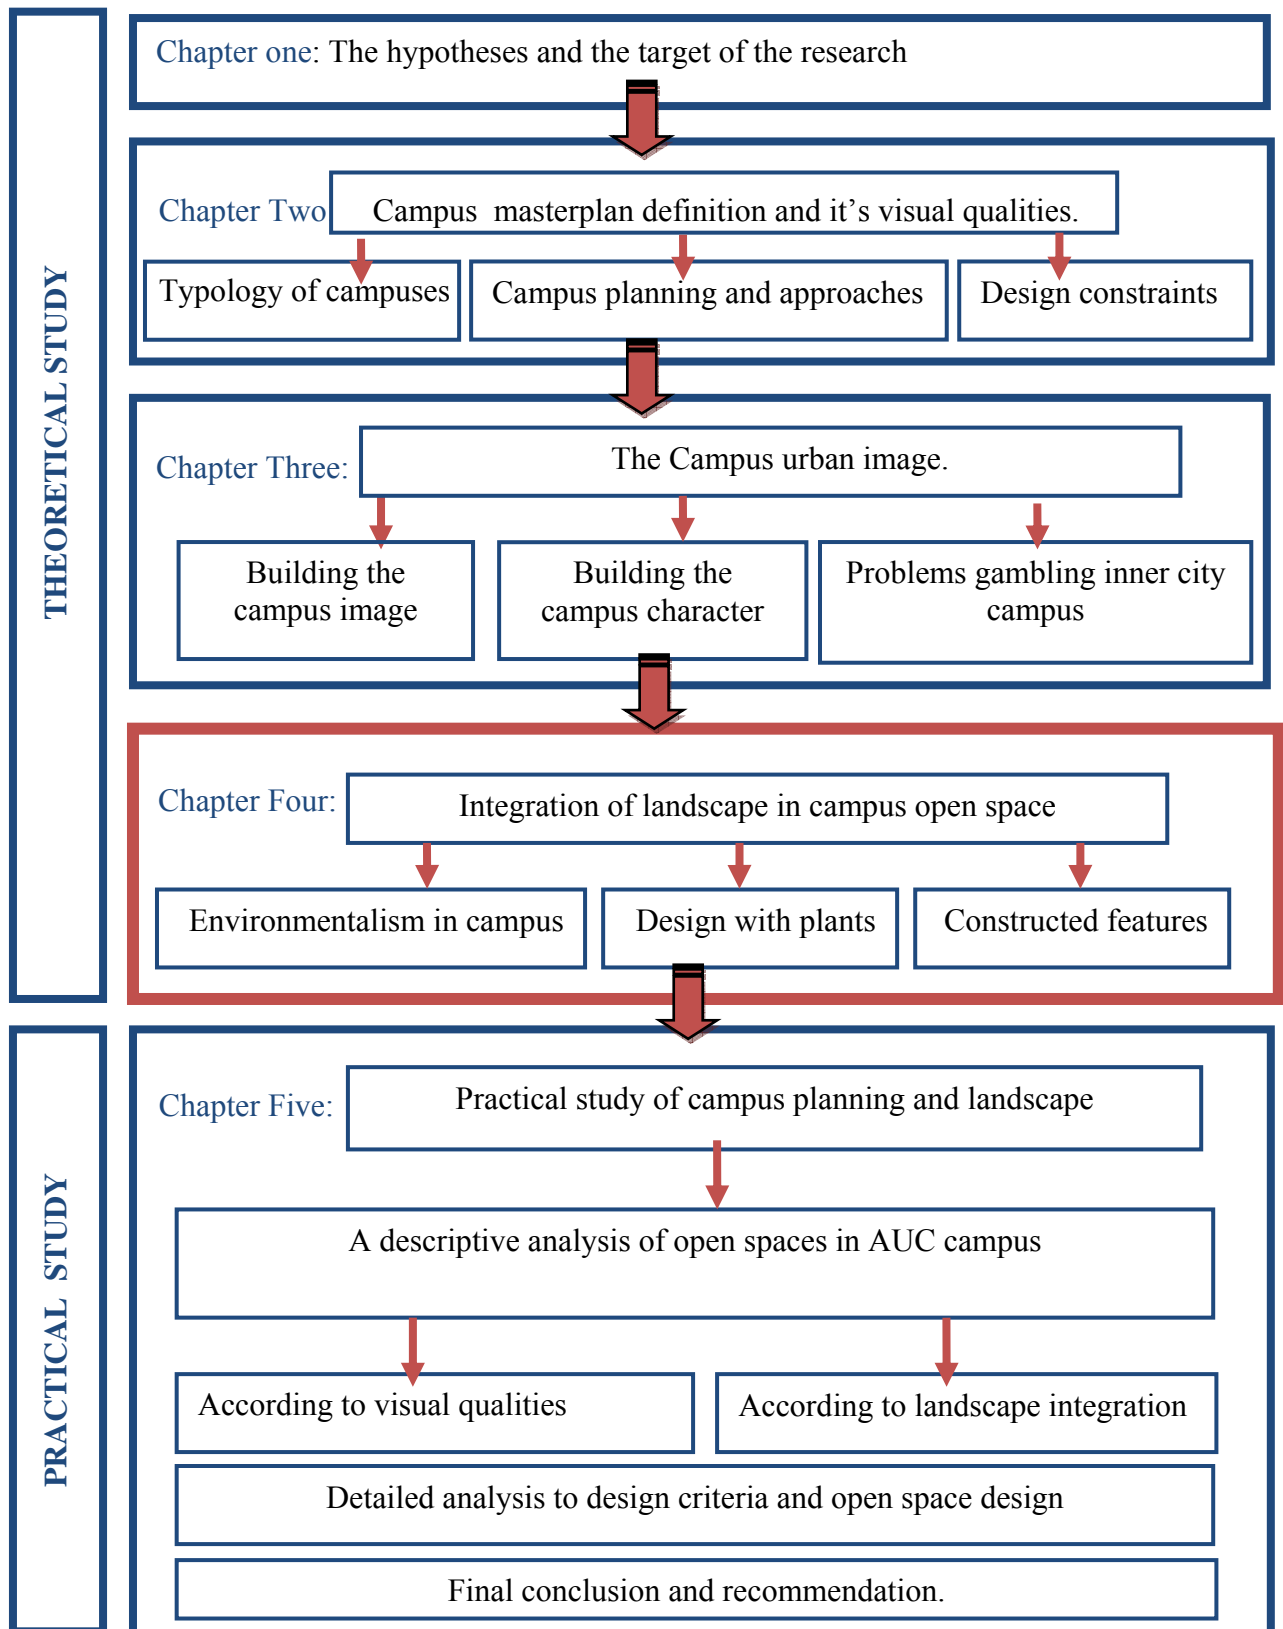 THEORETICAL STUDY
Chapter one: The hypotheses and the target of the research
Chapter Two
Campus masterplan definition and it's visual qualities.
Typology of campuses
Campus planning and approaches
Design constraints
Chapter Three:
The Campus urban image.
Building the
campus image
Building the
campus character
Problems gambling inner city
campus
Chapter Four:
Integration of landscape in campus open space
Environmentalism in campus
Design with plants
Constructed features
PRACTICAL STUDY
Chapter Five:
Practical study of campus planning and landscape
A descriptive analysis of open spaces in AUC campus
According to visual qualities
According to landscape integration
Detailed analysis to design criteria and open space design
Final conclusion and recommendation.